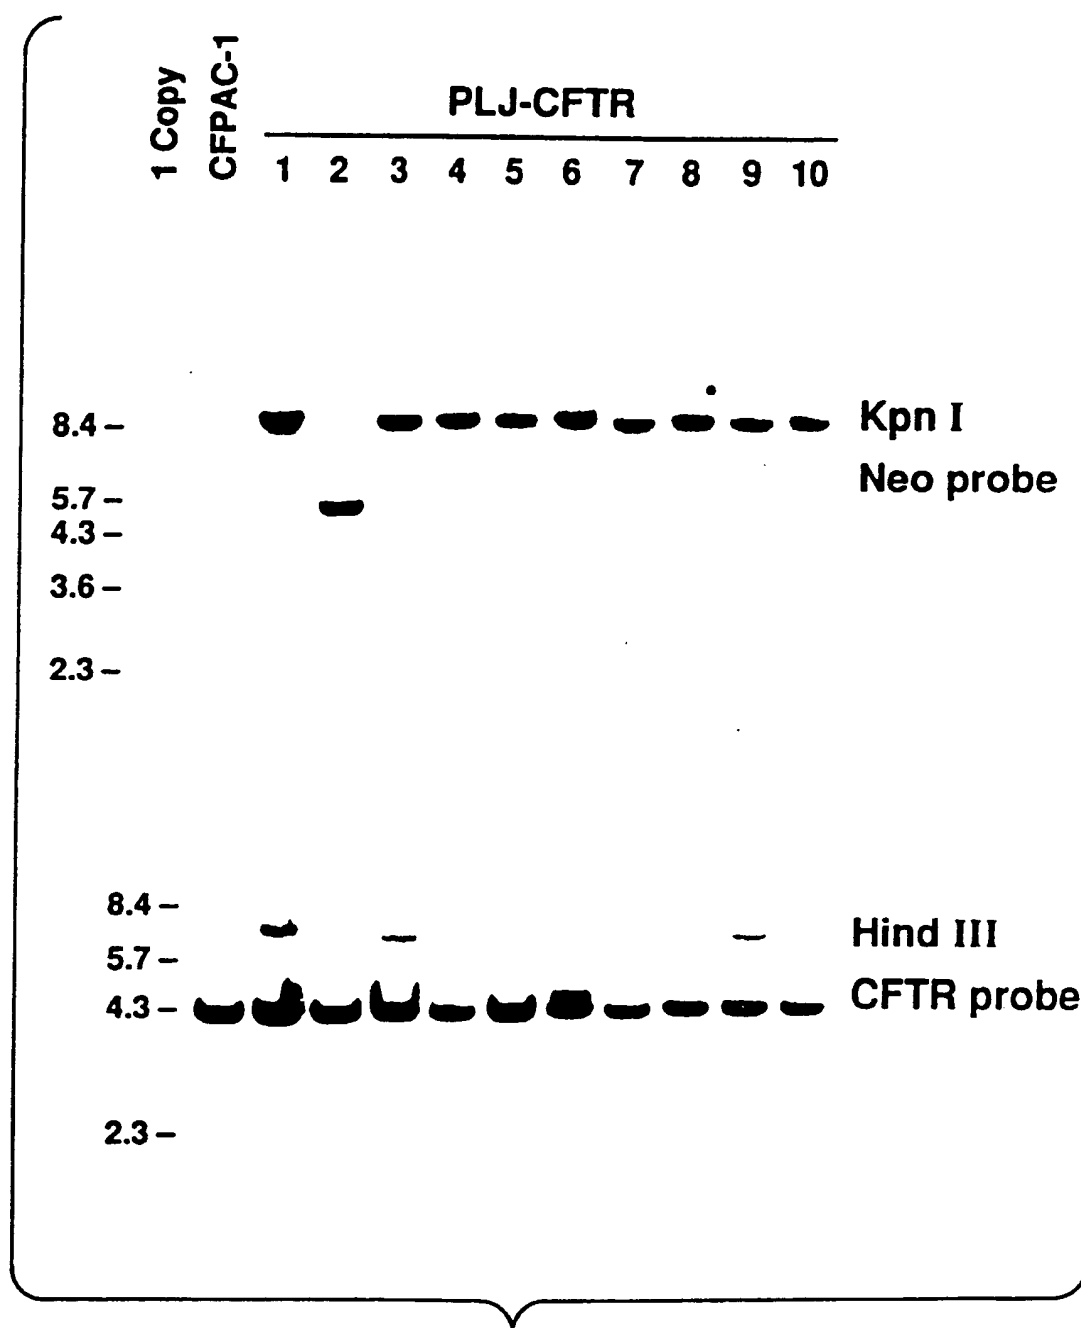 1 Copy
CFPAC-1
PLJ-CFTR
1 2 3 4 5 6 7 8 9 10
8.4 –
Kpn I
Neo probe
5.7 –
4.3 –
3.6 –
2.3 –
8.4 –
Hind III
5.7 –
CFTR probe
4.3 –
2.3 –